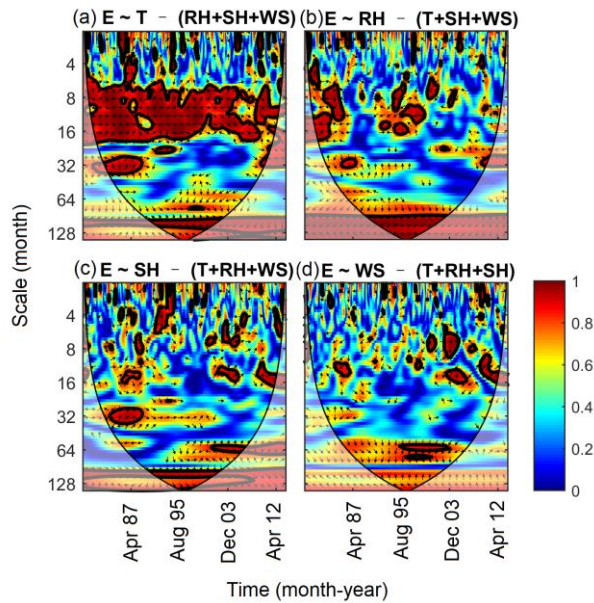 (a) E ~ T - (RH+SH+WS)
(b) E ~ RH - (T+SH+WS)
4
8
16
32
64
128
(c) E ~ SH - (T+RH+WS)
(d) E ~ WS - (T+RH+SH)
4
8
16
32
64
128
Scale (month)
1
0.8
0.6
0.4
0.2
0
Apr 87
Aug 95
Dec 03
Apr 12
Apr 87
Aug 95
Dec 03
Apr 12
Time (month-year)